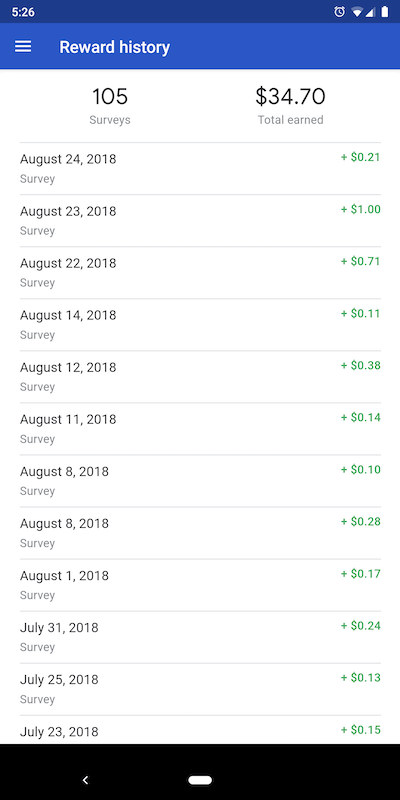 5:26
Reward history
105 $34.70
Surveys Total earned
August 24, 2018 + $0.21
Survey
August 23, 2018 + $1.00
Survey
August 22, 2018 + $0.71
Survey
August 14, 2018 + $0.11
Survey
August 12, 2018 + $0.38
Survey
August 11, 2018 + $0.14
Survey
August 8, 2018 + $0.10
Survey
August 8, 2018 + $0.28
Survey
August 1, 2018 + $0.17
Survey
July 31, 2018 + $0.24
Survey
July 25, 2018 + $0.13
Survey
July 23, 2018 + $0.15